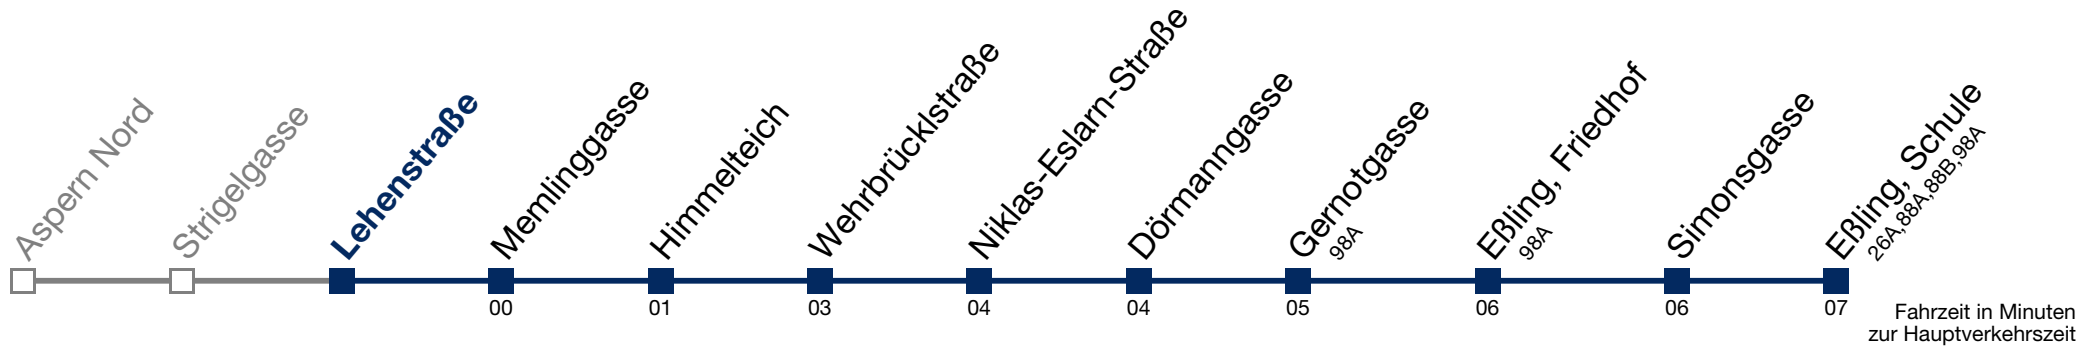 Aspern Nord
Strigelgasse
Lehenstraße
Memlinggasse
Himmelteich
Wehrbrücklstraße
Niklas-Eslarn-Straße
Dörmanngasse
Gernotgasse
98A
Eßling, Friedhof
98A
Simonsgasse
Eßling, Schule
26A,88A,88B,98A
00 01 03 04 04 05 06 06 07
Fahrzeit in Minuten
zur Hauptverkehrszeit